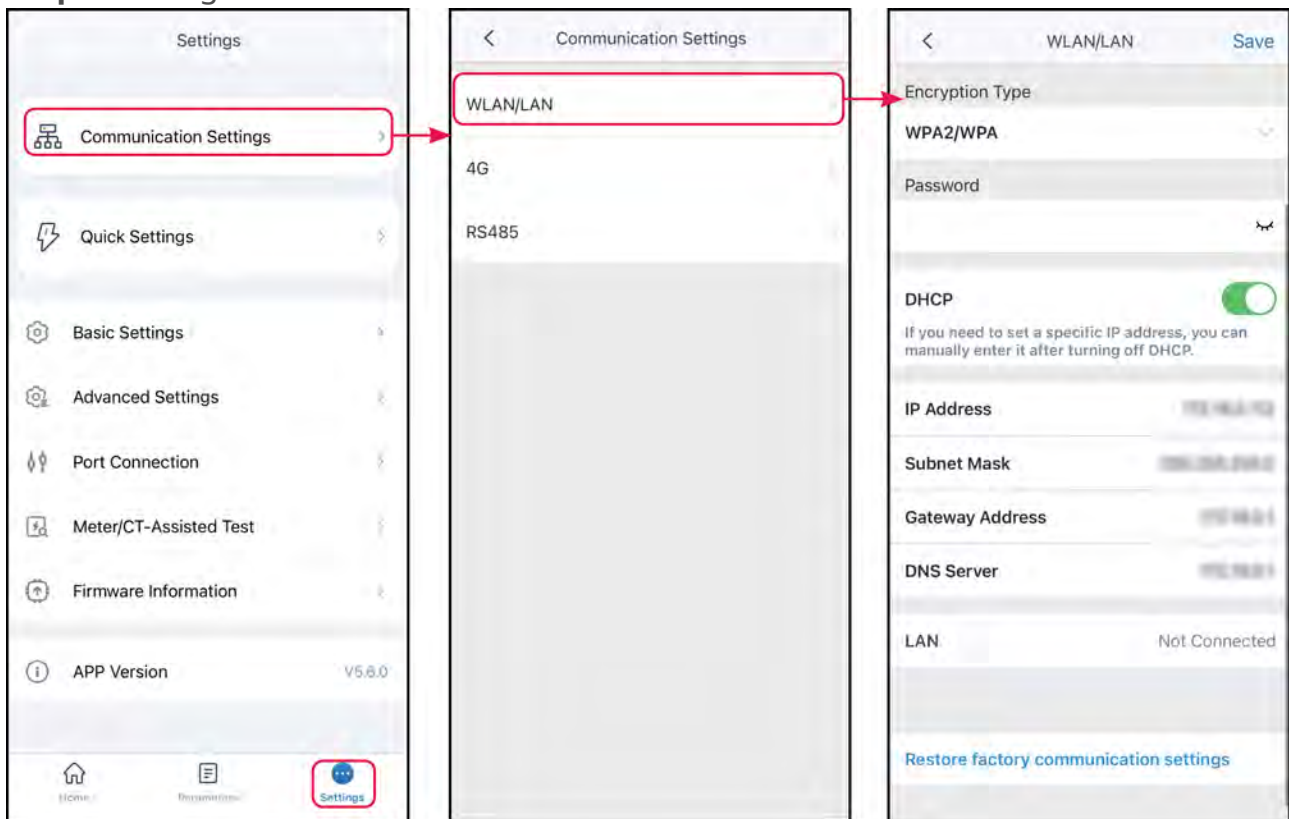 Settings
Communication Settings
Quick Settings
Basic Settings
Advanced Settings
Port Connection
Meter/CT-Assisted Test
Firmware Information
APP Version V5.6.0
Home
Settings
Communication Settings
WLAN/LAN
4G
RS485
WLAN/LAN Save
Encryption Type
WPA2/WPA
Password
DHCP
If you need to set a specific IP address, you can
manually enter it after turning off DHCP.
IP Address
Subnet Mask
Gateway Address
DNS Server
LAN Not Connected
Restore factory communication settings